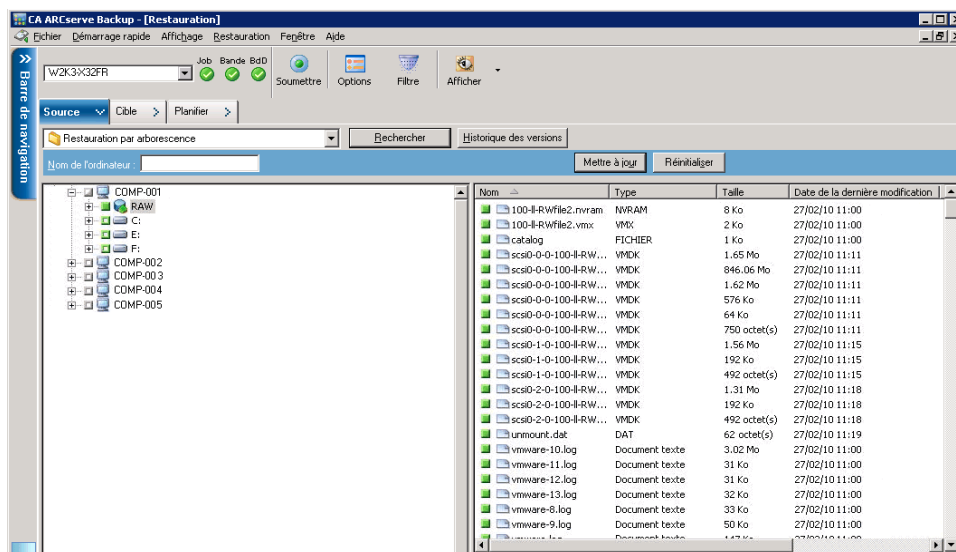 CA ARCserve Backup - [Restauration]
Fichier Démarrage rapide Affichage Restauration Fenêtre Aide
Barre de navigation
W2K3-X32FR
Job Bande BdD
Soumettre Options Filtre Afficher
Source Cible Planifier
Restauration par arborescence Rechercher Historique des versions
Nom de l'ordinateur : Mettre à jour Réinitialiser
COMP-001
RAW
C:
E:
F:
COMP-002
COMP-003
COMP-004
COMP-005
Nom Type Taille Date de la dernière modification
100-ll-RWfile2.nvram NVRAM 8 Ko 27/02/10 11:00
100-ll-RWfile2.vmx VMX 2 Ko 27/02/10 11:00
catalog FICHIER 1 Ko 27/02/10 11:00
scsi0-0-0-100-ll-RW... VMDK 1.65 Mo 27/02/10 11:11
scsi0-0-0-100-ll-RW... VMDK 846.06 Mo 27/02/10 11:11
scsi0-0-0-100-ll-RW... VMDK 1.62 Mo 27/02/10 11:11
scsi0-0-0-100-ll-RW... VMDK 576 Ko 27/02/10 11:11
scsi0-0-0-100-ll-RW... VMDK 64 Ko 27/02/10 11:11
scsi0-0-0-100-ll-RW... VMDK 750 octet(s) 27/02/10 11:11
scsi0-1-0-100-ll-RW... VMDK 1.56 Mo 27/02/10 11:15
scsi0-1-0-100-ll-RW... VMDK 192 Ko 27/02/10 11:15
scsi0-1-0-100-ll-RW... VMDK 492 octet(s) 27/02/10 11:15
scsi0-2-0-100-ll-RW... VMDK 1.31 Mo 27/02/10 11:18
scsi0-2-0-100-ll-RW... VMDK 192 Ko 27/02/10 11:18
scsi0-2-0-100-ll-RW... VMDK 492 octet(s) 27/02/10 11:18
unmount.dat DAT 62 octet(s) 27/02/10 11:19
vmware-10.log Document texte 3.02 Mo 27/02/10 11:00
vmware-11.log Document texte 31 Ko 27/02/10 11:00
vmware-12.log Document texte 31 Ko 27/02/10 11:00
vmware-13.log Document texte 32 Ko 27/02/10 11:00
vmware-8.log Document texte 33 Ko 27/02/10 11:00
vmware-9.log Document texte 50 Ko 27/02/10 11:00